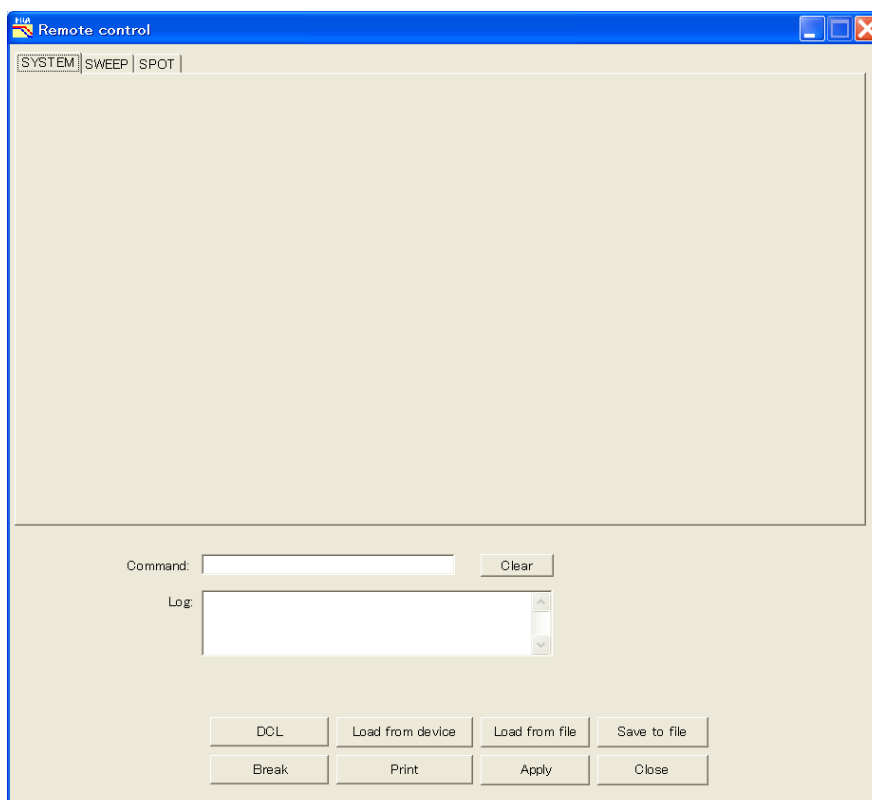 Remote control
SYSTEM SWEEP SPOT
Command: Clear
Log:
DCL Load from device Load from file Save to file
Break Print Apply Close